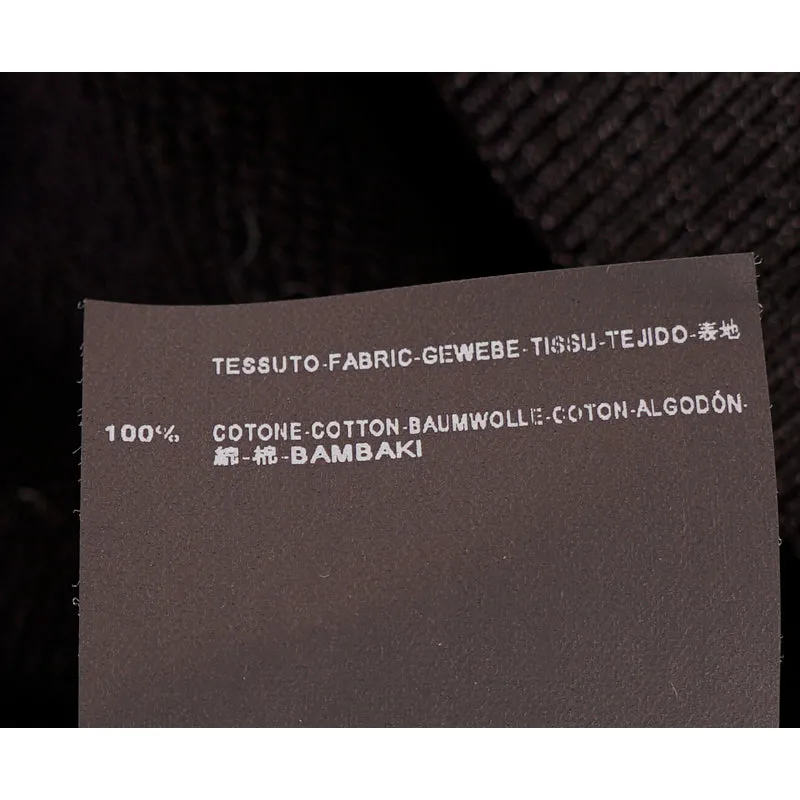 TESSUTO-FABRIC-GEWEBE-TISSU-TEJIDO-表地
100% COTONE-COTTON-BAUMWOLLE-COTON-ALGODÓN-
綿-棉-BAMBAKI